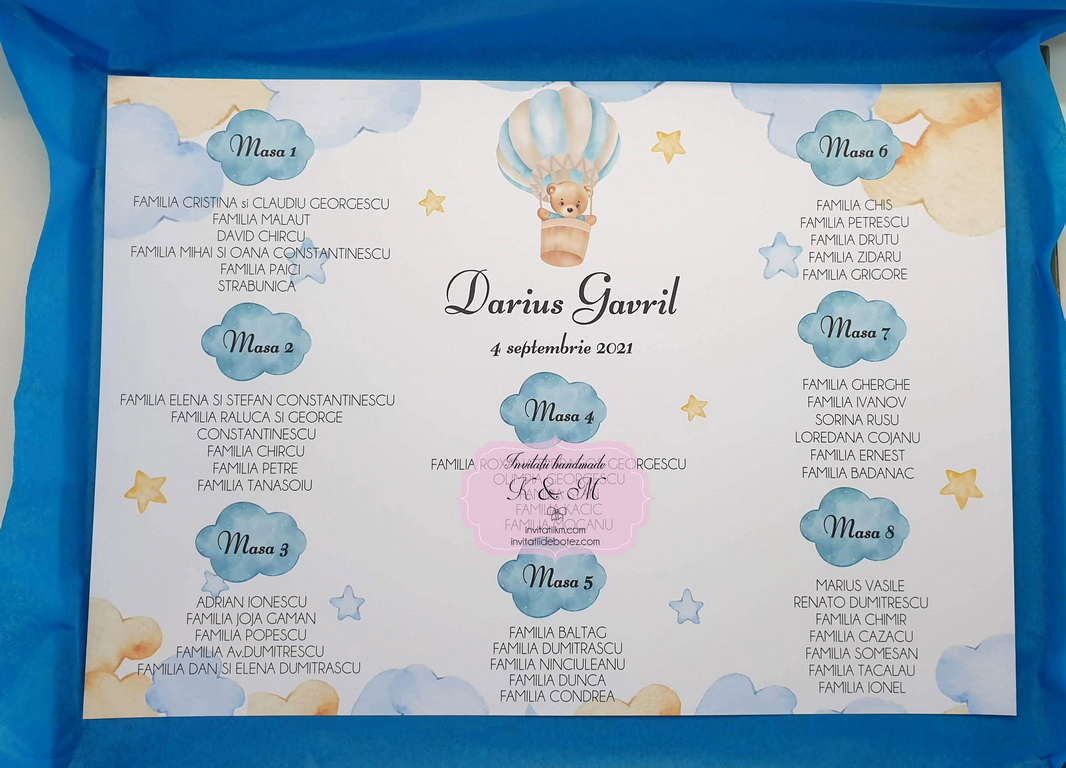 Masa 1
FAMILIA CRISTINA si CLAUDIU GEORGESCU
FAMILIA MALAUT
DAVID CHIRCU
FAMILIA MIHAI SI OANA CONSTANTINESCU
FAMILIA PAICI
STRABUNICA
Masa 2
FAMILIA ELENA SI STEFAN CONSTANTINESCU
FAMILIA RALUCA SI GEORGE
CONSTANTINESCU
FAMILIA CHIRCU
FAMILIA PETRE
FAMILIA TANASOIU
Masa 3
ADRIAN IONESCU
FAMILIA JOJA GAMAN
FAMILIA POPESCU
FAMILIA Av.DUMITRESCU
FAMILIA DAN SI ELENA DUMITRASCU
Darius Gavril
4 septembrie 2021
Masa 4
FAMILIA GEORGESCU
GEORGESCU
FAMILIA KACIC
FAMILIA
Invitatii handmade
K & M
invitatiikm.com
invitatiidebotez.com
Masa 5
FAMILIA BALTAG
FAMILIA DUMITRASCU
FAMILIA NINCIULEANU
FAMILIA DUNCA
FAMILIA CONDREA
Masa 6
FAMILIA CHIS
FAMILIA PETRESCU
FAMILIA DRUTU
FAMILIA ZIDARU
FAMILIA GRIGORE
Masa 7
FAMILIA GHERGHE
FAMILIA IVANOV
SORINA RUSU
LOREDANA COJANU
FAMILIA ERNEST
FAMILIA BADANAC
Masa 8
MARIUS VASILE
RENATO DUMITRESCU
FAMILIA CHIMIR
FAMILIA CAZACU
FAMILIA SOMESAN
FAMILIA TACALAU
FAMILIA IONEL